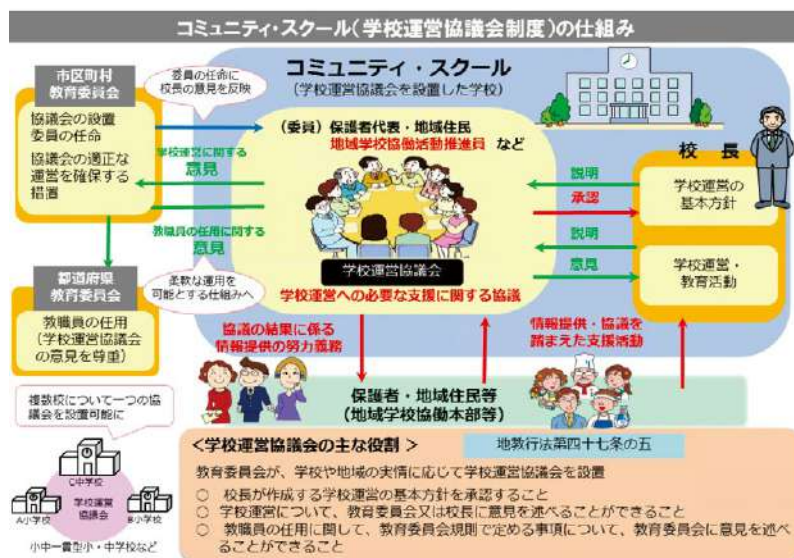 コミュニティ・スクール(学校運営協議会制度)の仕組み
市区町村
教育委員会
協議会の設置
委員の任命
協議会の適正な
運営を確保する
措置
委員の任命に
校長の意見を反映
コミュニティ・スクール
(学校運営協議会を設置した学校)
(委員)保護者代表・地域住民
地域学校協働活動推進員 など
学校運営に関する
意見
教職員の任用に関する
意見
柔軟な運用を
可能とする仕組みへ
学校運営協議会
学校運営への必要な支援に関する協議
校長
説明
承認
学校運営の
基本方針
説明
意見
学校運営・
教育活動
都道府県
教育委員会
教職員の任用
(学校運営協議会
の意見を尊重)
協議の結果に係る
情報提供の努力義務
情報提供・協議を
踏まえた支援活動
保護者・地域住民等
(地域学校協働本部等)
複数校について一つの協
議会を設置可能に
C中学校
学校運営
協議会
A小学校
B小学校
小中一貫型小・中学校など
<学校運営協議会の主な役割 >
地教行法第四十七条の五
教育委員会が、学校や地域の実情に応じて学校運営協議会を設置
○ 校長が作成する学校運営の基本方針を承認すること
○ 学校運営について、教育委員会又は校長に意見を述べることができること
○ 教職員の任用に関して、教育委員会規則で定める事項について、教育委員会に意見を述べ
ることができること